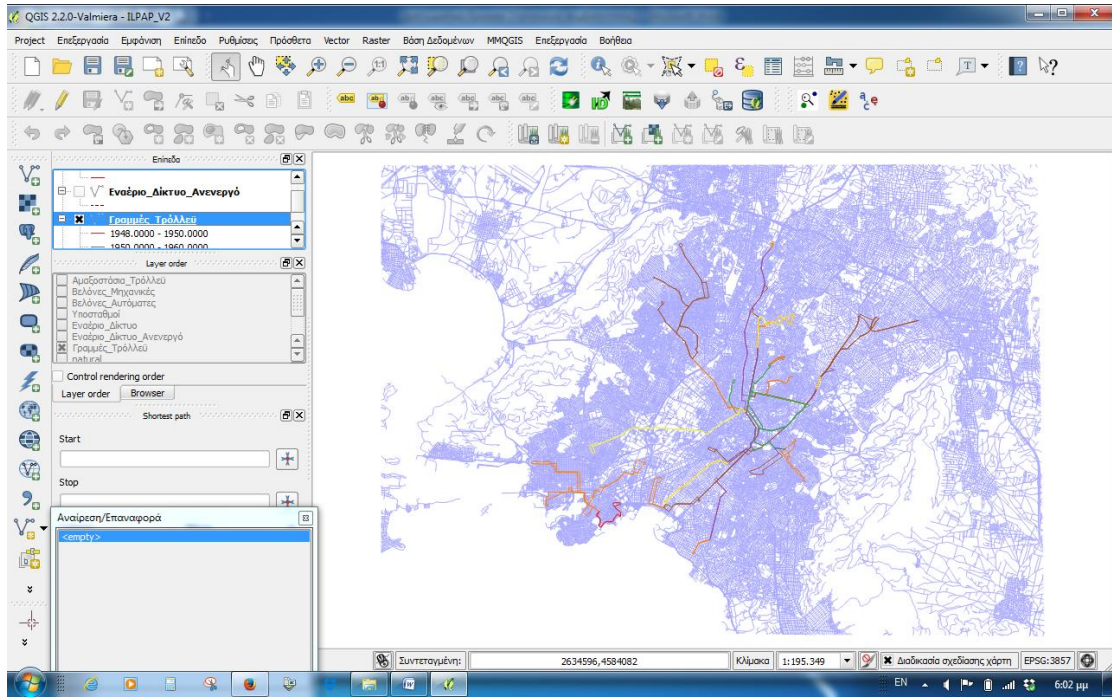 QGIS 2.2.0-Valmiera - ILPAP_V2
Project Επεξεργασία Εμφάνιση Επίπεδο Ρυθμίσεις Πρόσθετα Vector Raster Βάση Δεδομένων MMQGIS Επεξεργασία Βοήθεια
Επίπεδα
Εναέριο_Δίκτυο_Ανενεργό
Γραμμές_Τρόλλεϋ
1948.0000 - 1950.0000
1950.0000 - 1960.0000
Layer order
Αμαξοστάσια_Τρόλλεϋ
Βελόνες_Μηχανικές
Βελόνες_Αυτόματες
Υποσταθμοί
Εναέριο_Δίκτυο
Εναέριο_Δίκτυο_Ανενεργό
Γραμμές_Τρόλλεϋ
natural
Control rendering order
Layer order Browser
Shortest path
Start
Stop
Αναίρεση/Επαναφορά
<empty>
Συντεταγμένη: 2634596,4584082 Κλίμακα 1:195.349 Διαδικασία σχεδίασης χάρτη EPSG:3857
EN 6:02 μμ